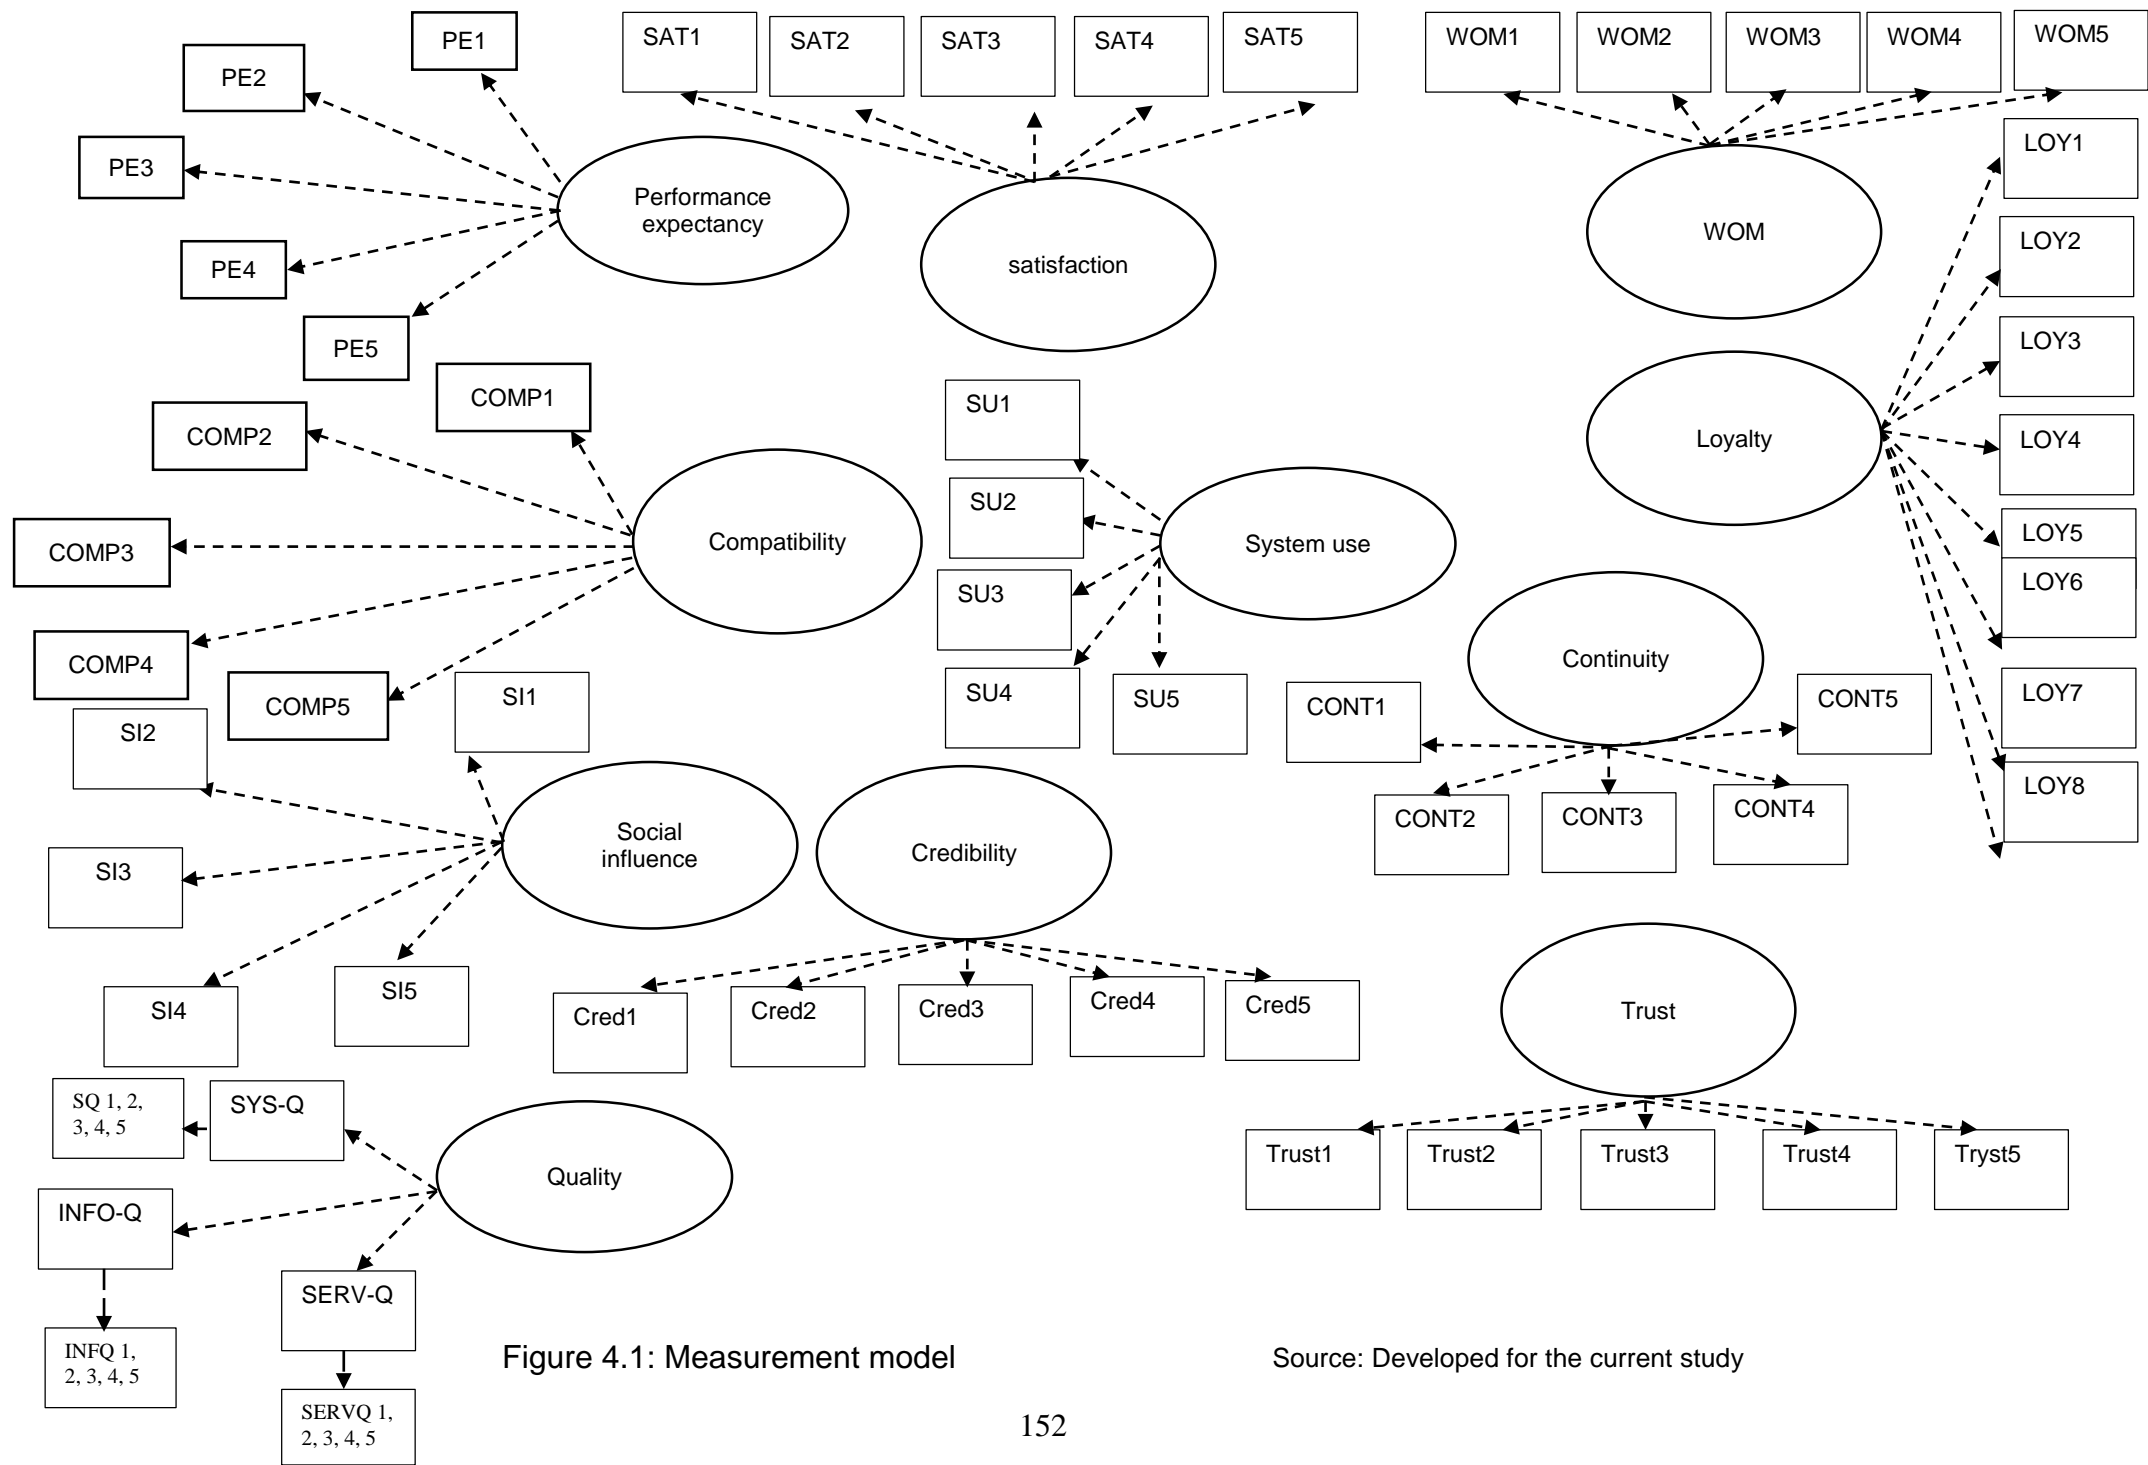 PE1
SAT1
SAT2
SAT3
SAT4
SAT5
WOM1
WOM2
WOM3
WOM4
WOM5
PE2
PE3
PE4
PE5
Performance
expectancy
satisfaction
WOM
LOY1
LOY2
LOY3
LOY4
LOY5
LOY6
LOY7
LOY8
Loyalty
COMP1
COMP2
COMP3
COMP4
COMP5
Compatibility
SU1
SU2
SU3
SU4
SU5
System use
Continuity
CONT1
CONT2
CONT3
CONT4
CONT5
SI1
SI2
SI3
SI4
SI5
Social
influence
Credibility
Cred1
Cred2
Cred3
Cred4
Cred5
Trust
Trust1
Trust2
Trust3
Trust4
Tryst5
SQ 1, 2,
3, 4, 5
SYS-Q
Quality
INFO-Q
SERV-Q
INFQ 1,
2, 3, 4, 5
SERVQ 1,
2, 3, 4, 5
Figure 4.1: Measurement model
Source: Developed for the current study
152